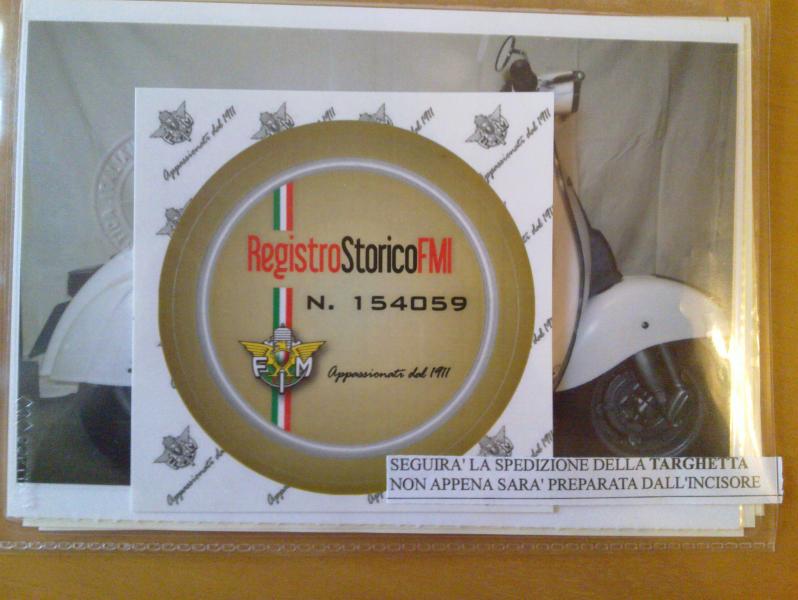 Appassionati dal 1911
RegistroStoricoFMI
N. 154059
FMI
Appassionati dal 1911
SEGUIRA' LA SPEDIZIONE DELLA TARGHETTA
NON APPENA SARA' PREPARATA DALL'INCISORE